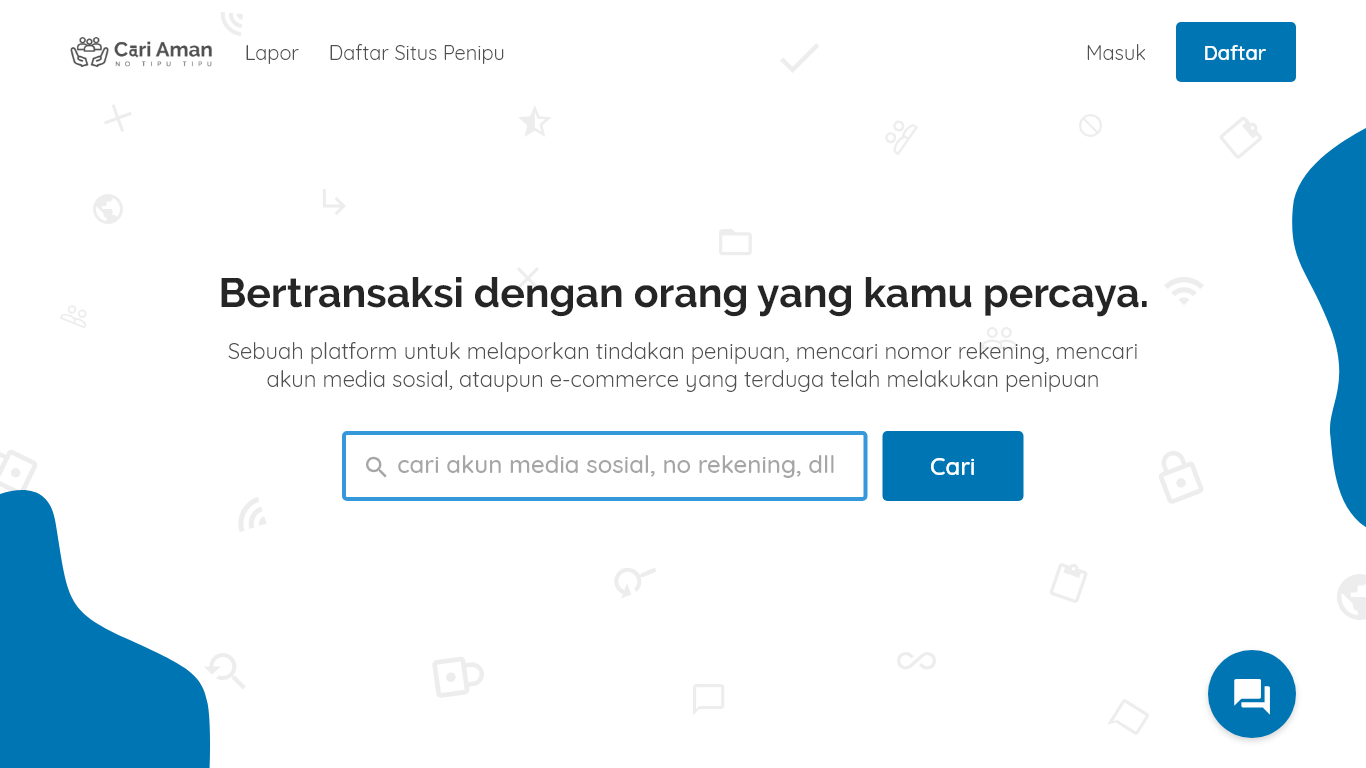 Cari Aman
NO TIPU TIPU
Lapor
Daftar Situs Penipu
Masuk
Daftar
Bertransaksi dengan orang yang kamu percaya.
Sebuah platform untuk melaporkan tindakan penipuan, mencari nomor rekening, mencari
akun media sosial, ataupun e-commerce yang terduga telah melakukan penipuan
cari akun media sosial, no rekening, dll
Cari